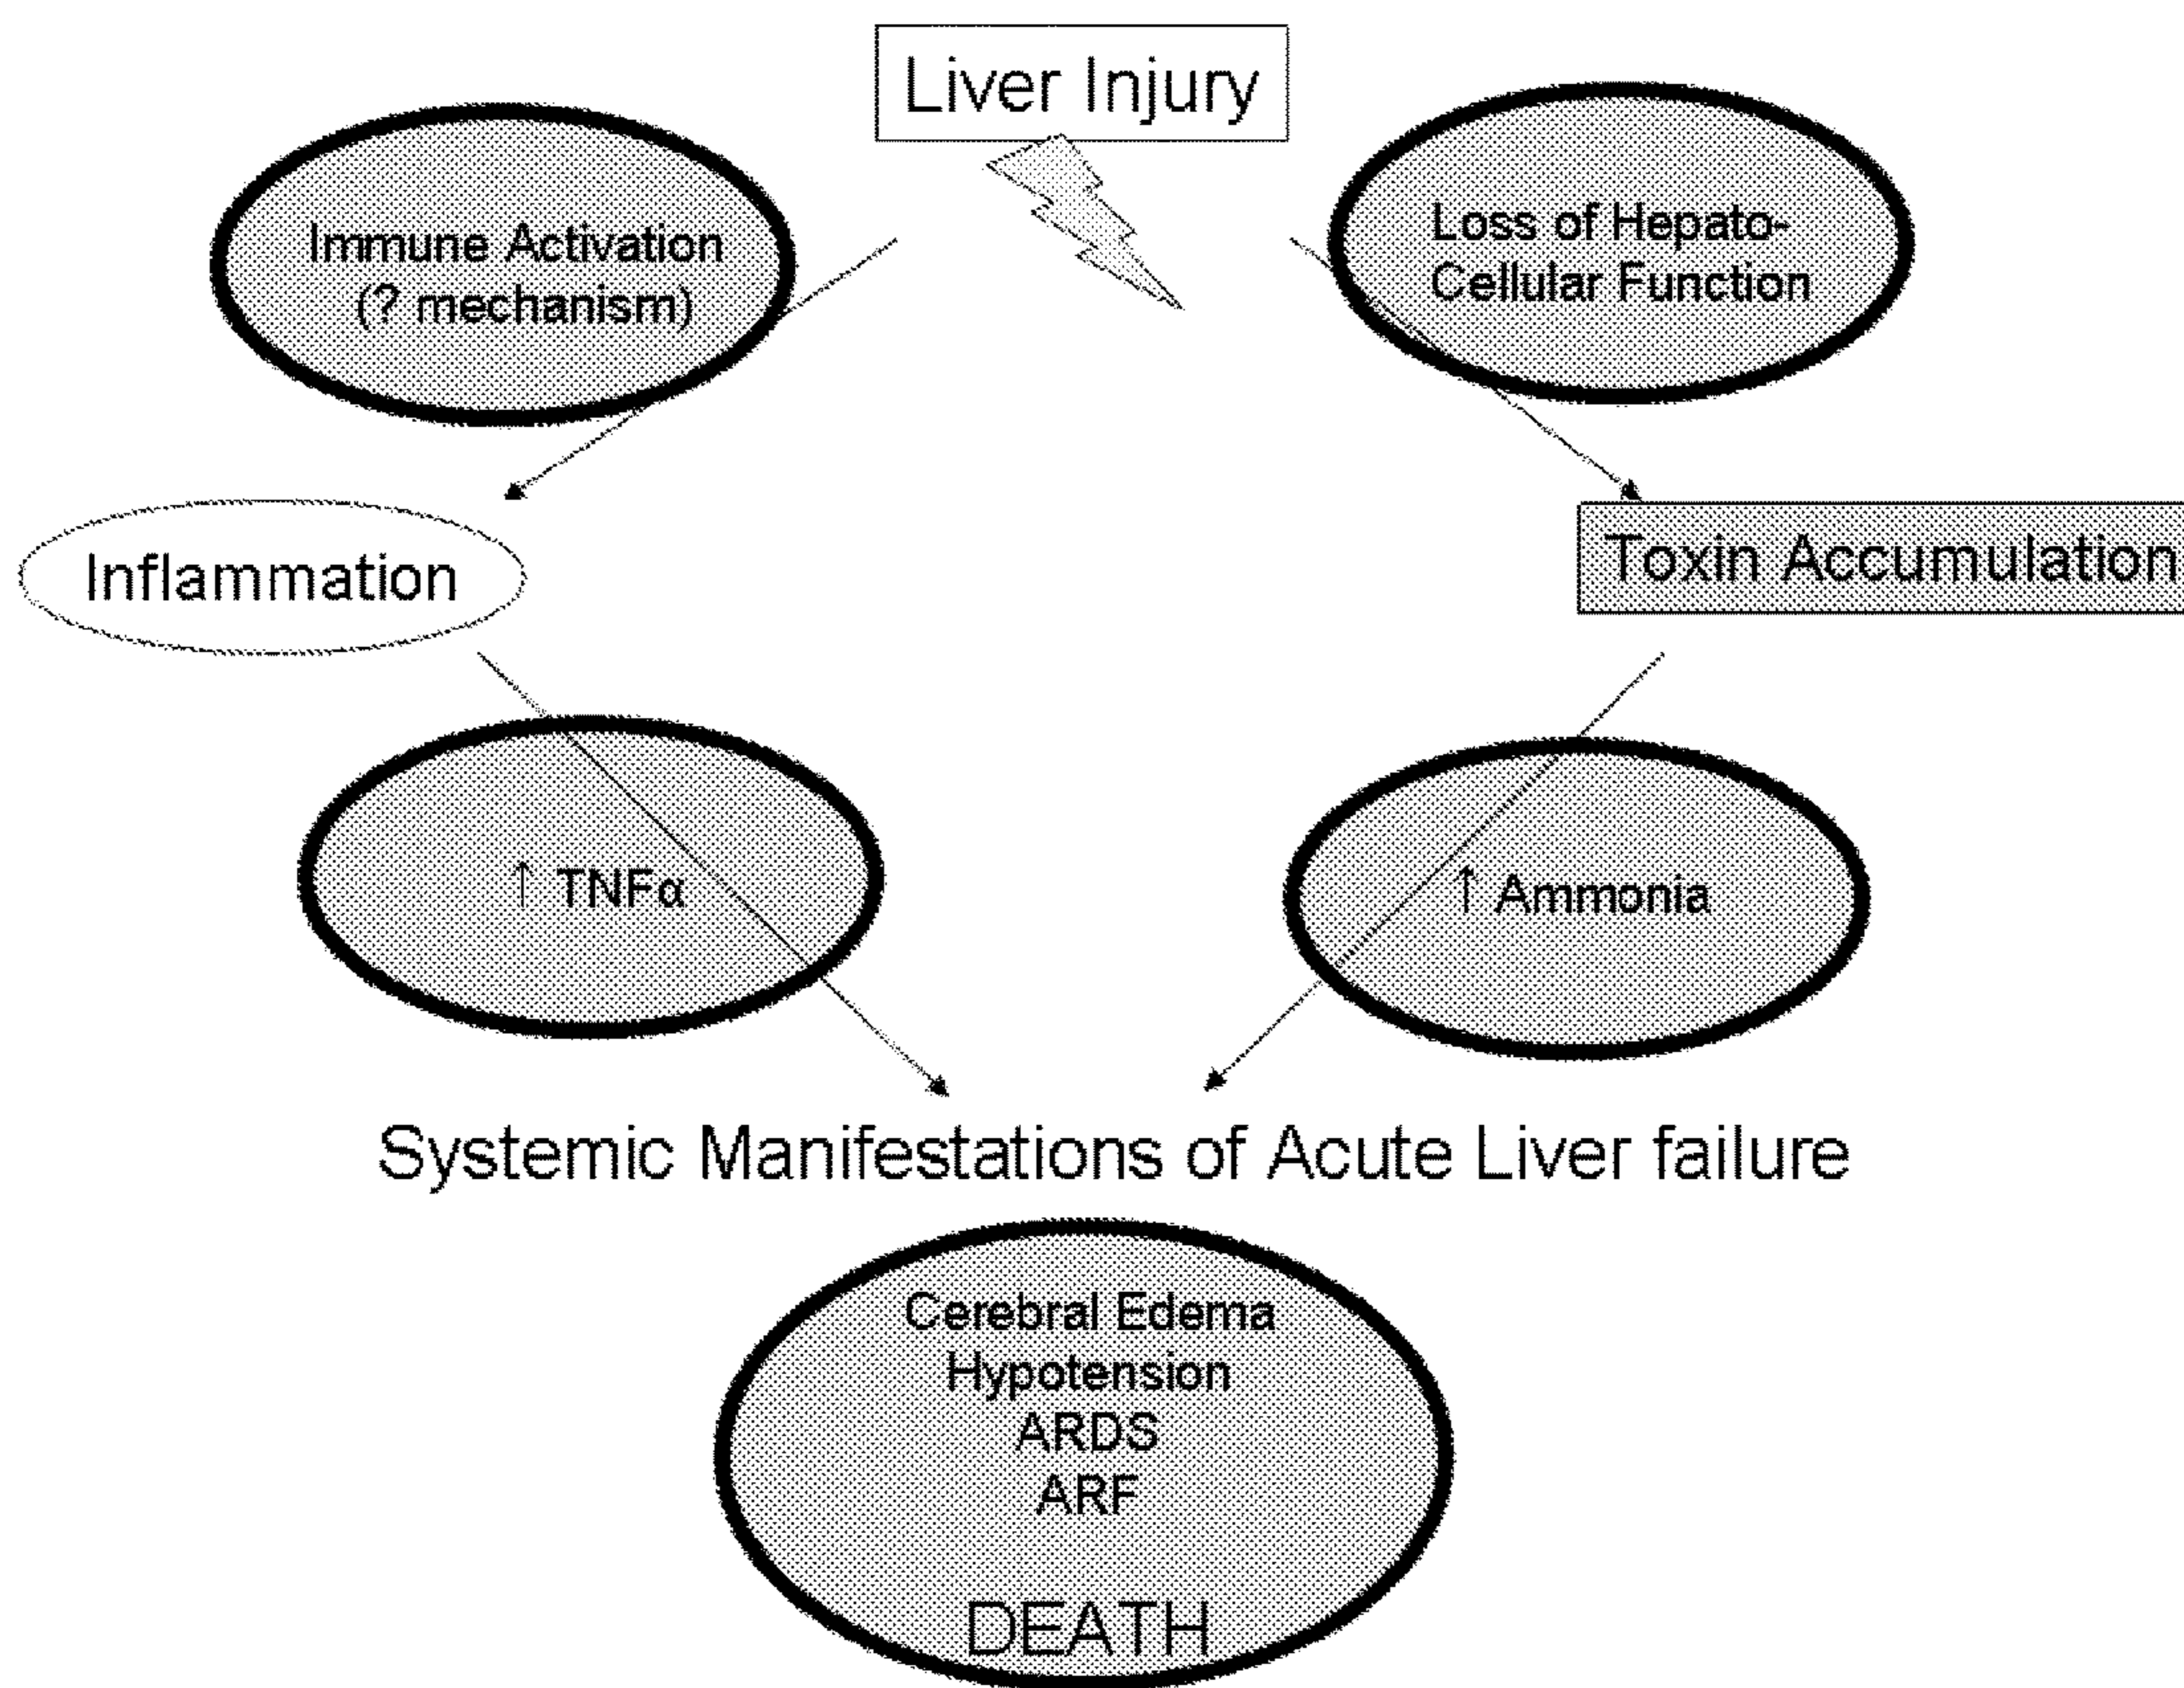 Liver Injury
Immune Activation
(? mechanism)
Loss of Hepato-
Cellular Function
Inflammation
Toxin Accumulation
↑ TNFα
↑ Ammonia
Systemic Manifestations of Acute Liver failure
Cerebral Edema
Hypotension
ARDS
ARF
DEATH